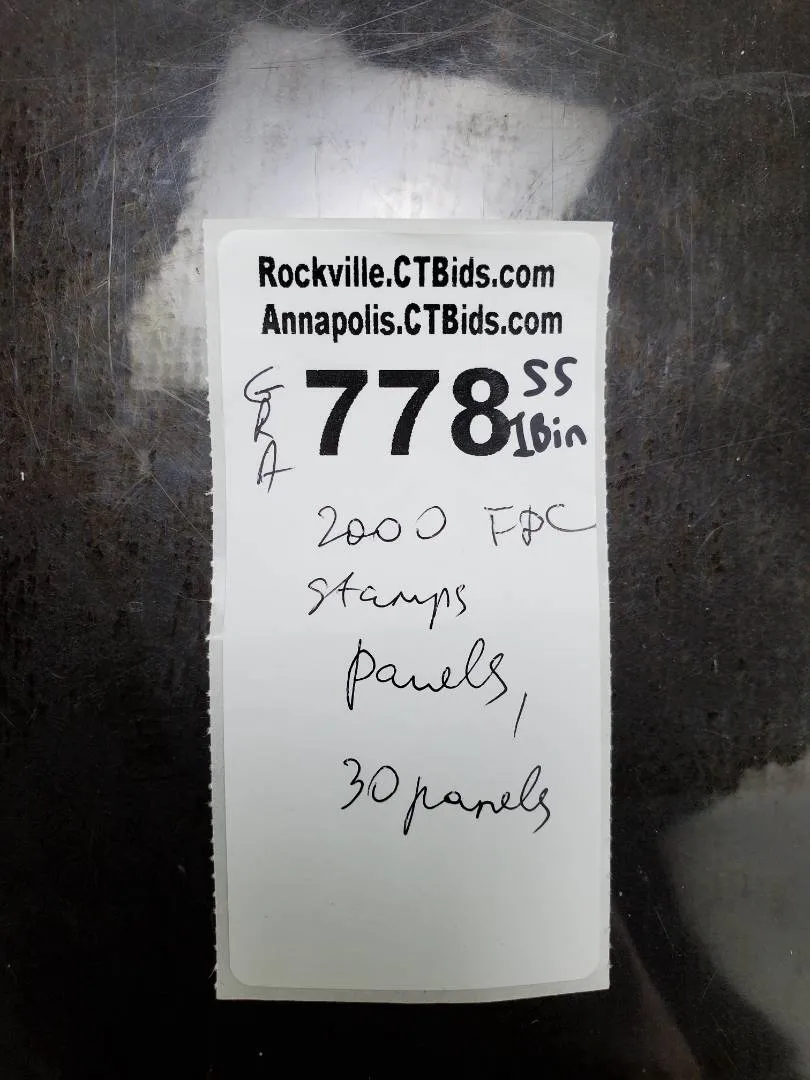 Rockville.CTBids.com
Annapolis.CTBids.com
GRA 778 SS
1Bin
2000 FDC
stamps
panels,
30 panels